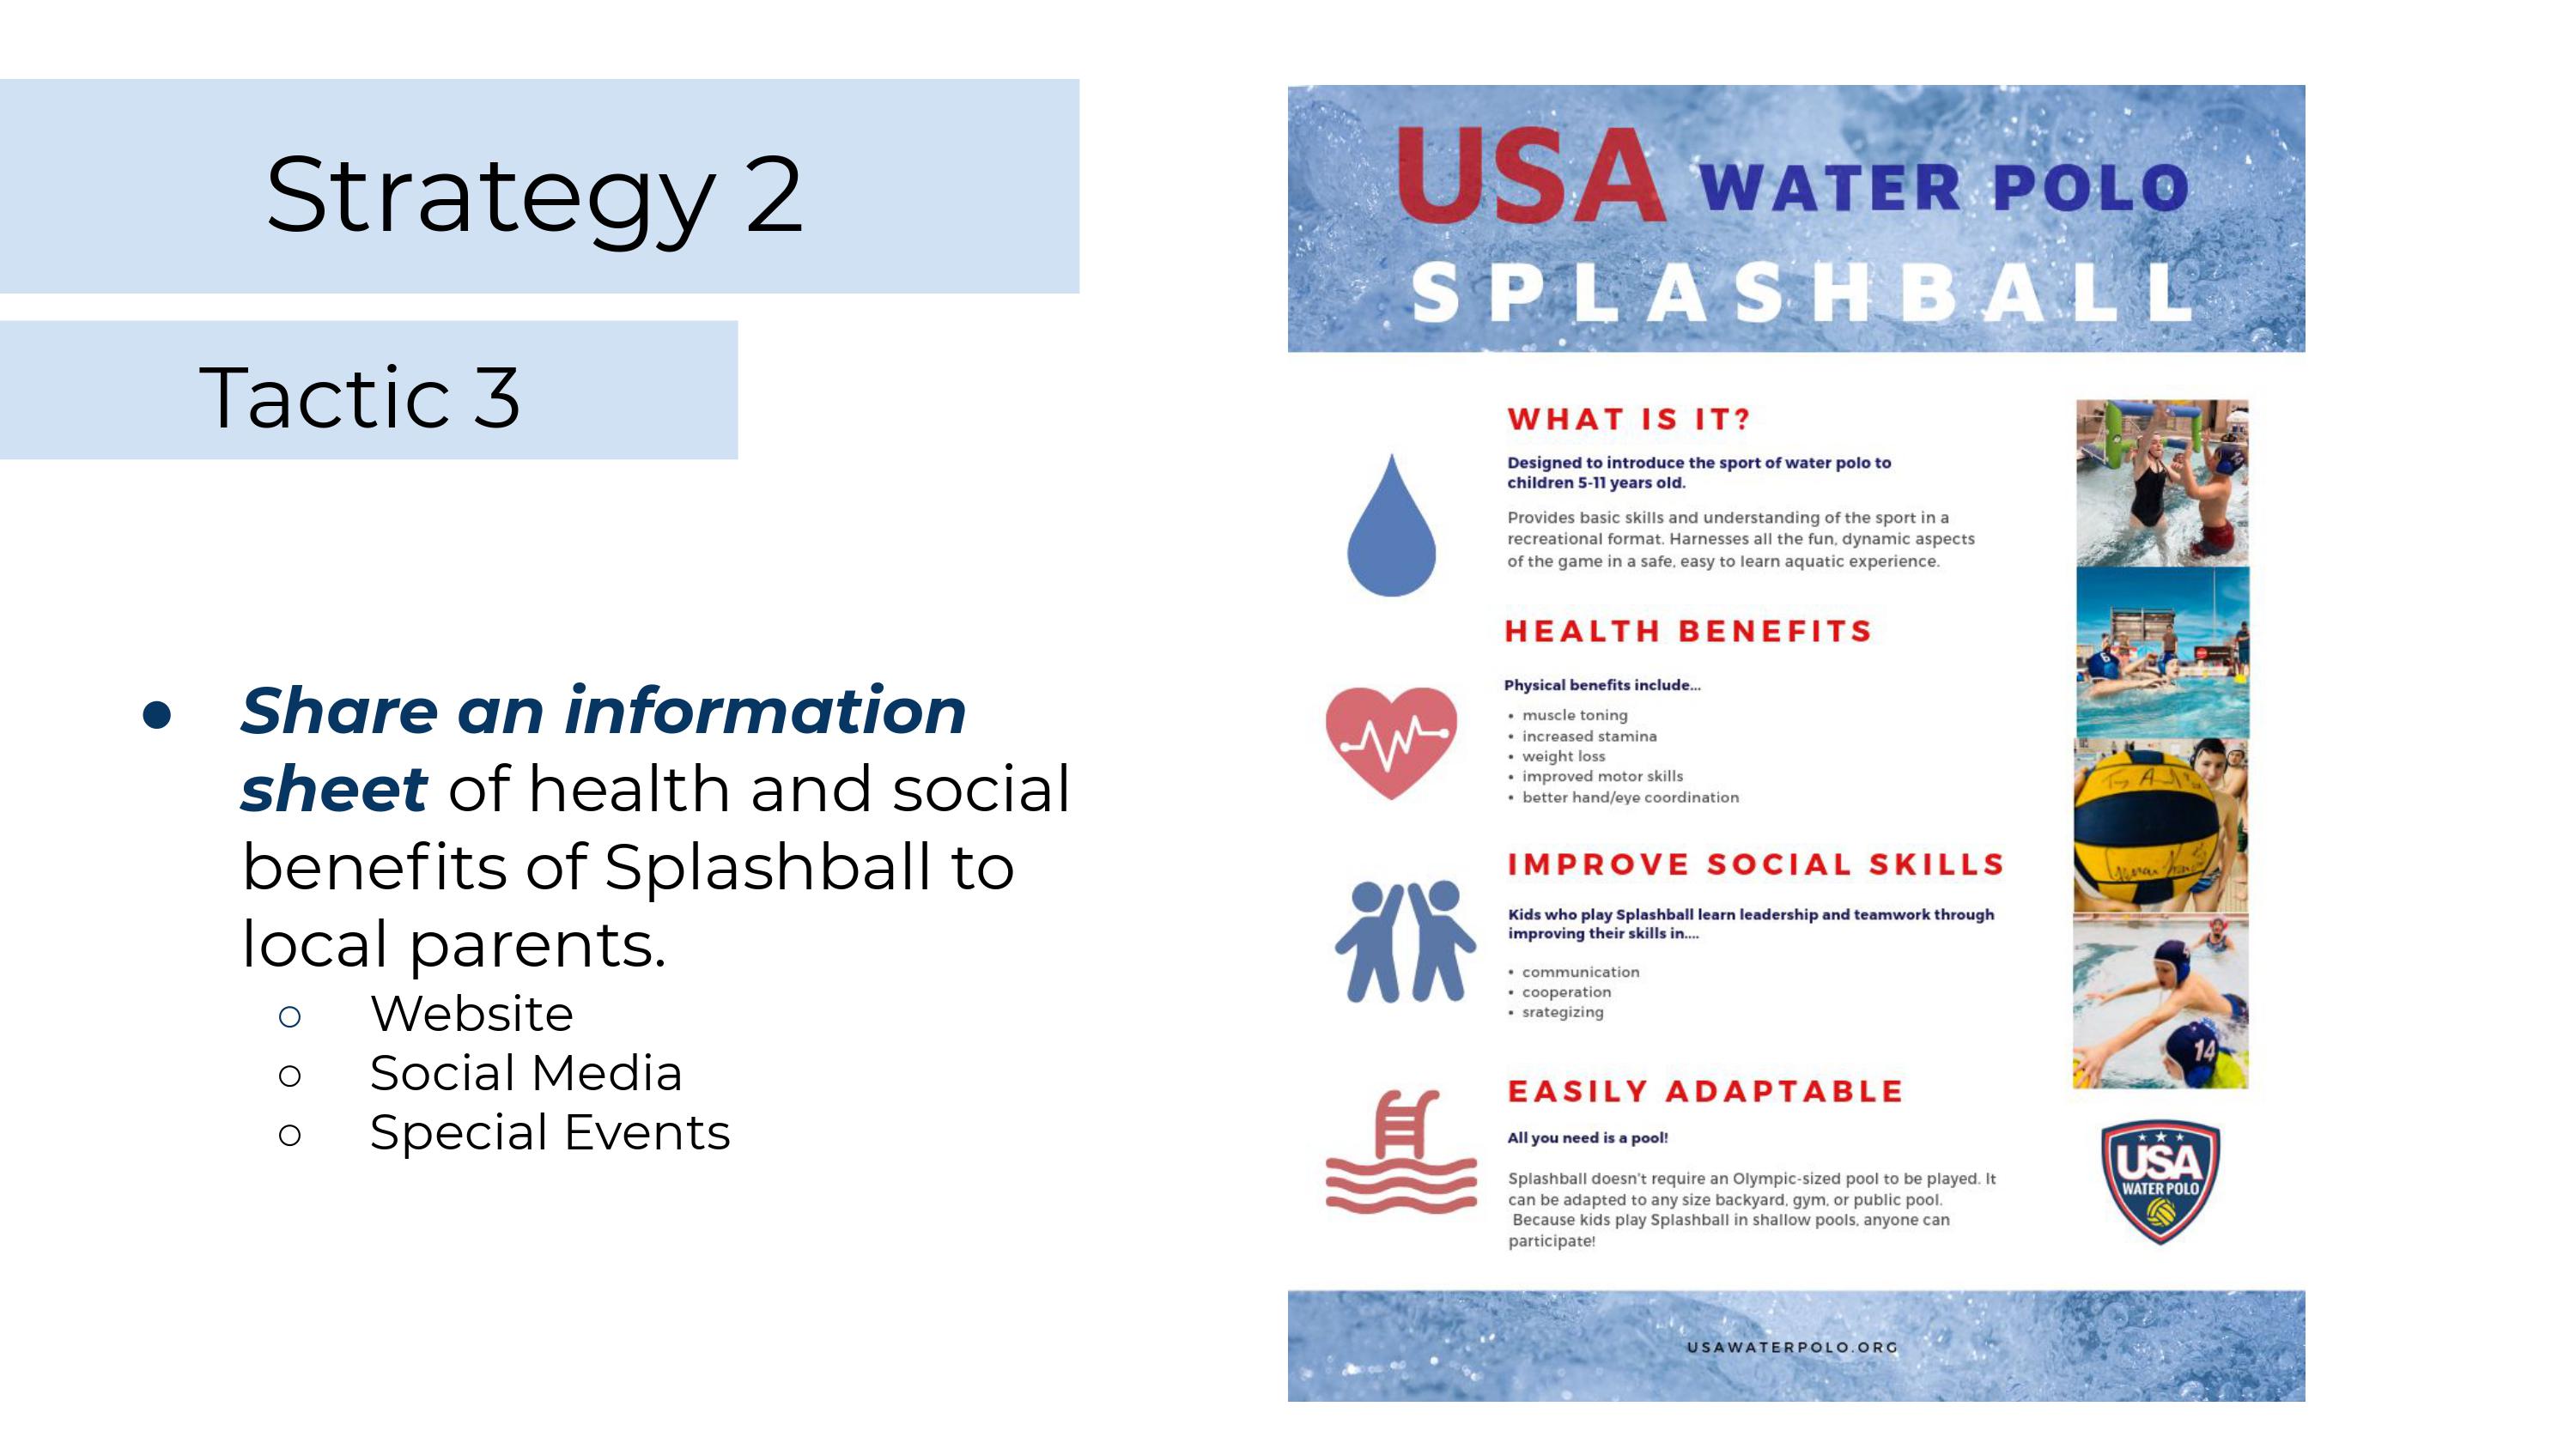 Strategy 2
Tactic 3
● Share an information
sheet of health and social
benefits of Splashball to
local parents.
○ Website
○ Social Media
○ Special Events
USA WATER POLO
SPLASHBALL
WHAT IS IT?
Designed to introduce the sport of water polo to
children 5-11 years old.
Provides basic skills and understanding of the sport in a
recreational format. Harnesses all the fun, dynamic aspects
of the game in a safe, easy to learn aquatic experience.
HEALTH BENEFITS
Physical benefits include...
• muscle toning
• increased stamina
• weight loss
• improved motor skills
• better hand/eye coordination
IMPROVE SOCIAL SKILLS
Kids who play Splashball learn leadership and teamwork through
improving their skills in....
• communication
• cooperation
• srategizing
EASILY ADAPTABLE
All you need is a pool!
Splashball doesn't require an Olympic-sized pool to be played. It
can be adapted to any size backyard, gym, or public pool.
Because kids play Splashball in shallow pools, anyone can
participate!
14
USA
WATER POLO
USAWATERPOLO.ORG